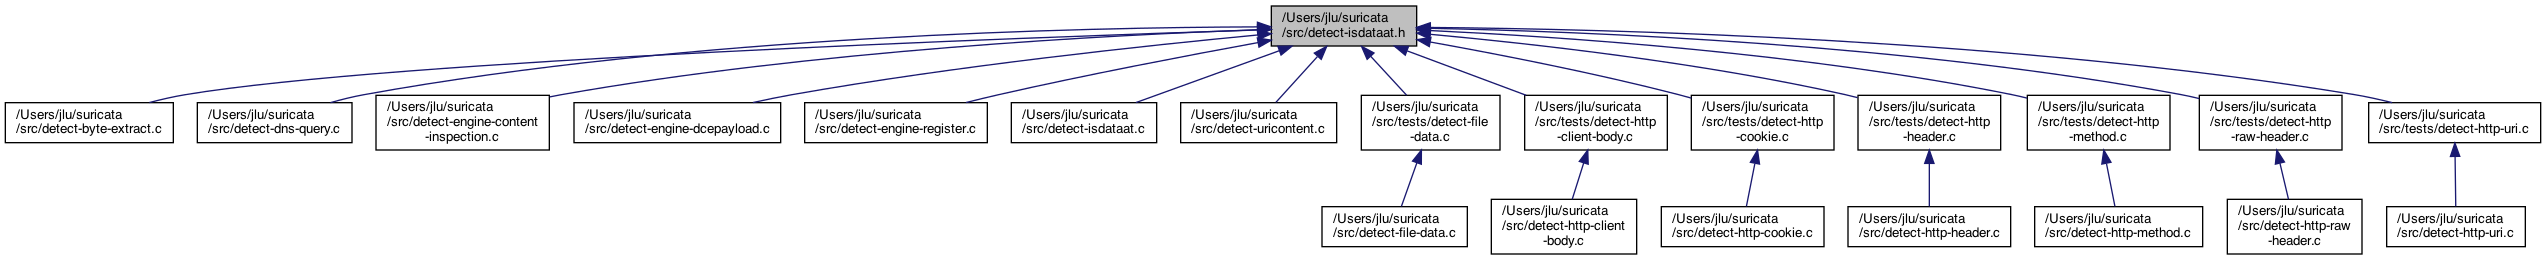 /Users/jlu/suricata
/src/detect-isdataat.h
/Users/jlu/suricata
/src/detect-byte-extract.c
/Users/jlu/suricata
/src/detect-dns-query.c
/Users/jlu/suricata
/src/detect-engine-content
-inspection.c
/Users/jlu/suricata
/src/detect-engine-dcepayload.c
/Users/jlu/suricata
/src/detect-engine-register.c
/Users/jlu/suricata
/src/detect-isdataat.c
/Users/jlu/suricata
/src/detect-uricontent.c
/Users/jlu/suricata
/src/tests/detect-file
-data.c
/Users/jlu/suricata
/src/tests/detect-http
-client-body.c
/Users/jlu/suricata
/src/tests/detect-http
-cookie.c
/Users/jlu/suricata
/src/tests/detect-http
-header.c
/Users/jlu/suricata
/src/tests/detect-http
-method.c
/Users/jlu/suricata
/src/tests/detect-http
-raw-header.c
/Users/jlu/suricata
/src/tests/detect-http-uri.c
/Users/jlu/suricata
/src/detect-file-data.c
/Users/jlu/suricata
/src/detect-http-client
-body.c
/Users/jlu/suricata
/src/detect-http-cookie.c
/Users/jlu/suricata
/src/detect-http-header.c
/Users/jlu/suricata
/src/detect-http-method.c
/Users/jlu/suricata
/src/detect-http-raw
-header.c
/Users/jlu/suricata
/src/detect-http-uri.c